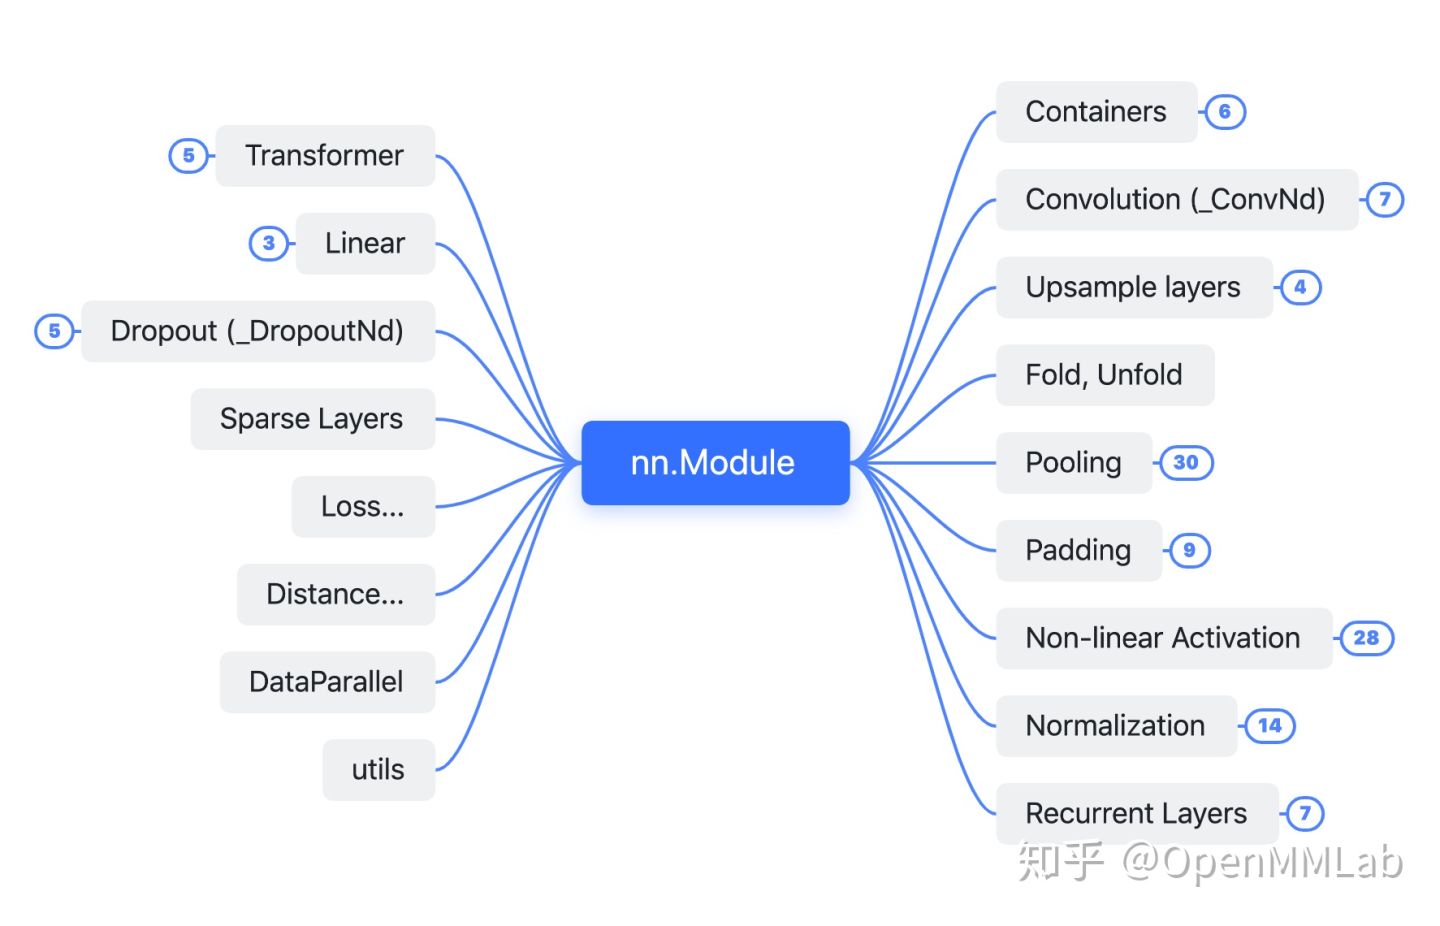 nn.Module
Transformer
5
Linear
3
Dropout (_DropoutNd)
5
Sparse Layers
Loss...
Distance...
DataParallel
utils
Containers
6
Convolution (_ConvNd)
7
Upsample layers
4
Fold, Unfold
Pooling
30
Padding
9
Non-linear Activation
28
Normalization
14
Recurrent Layers
7
知乎 @OpenMMLab